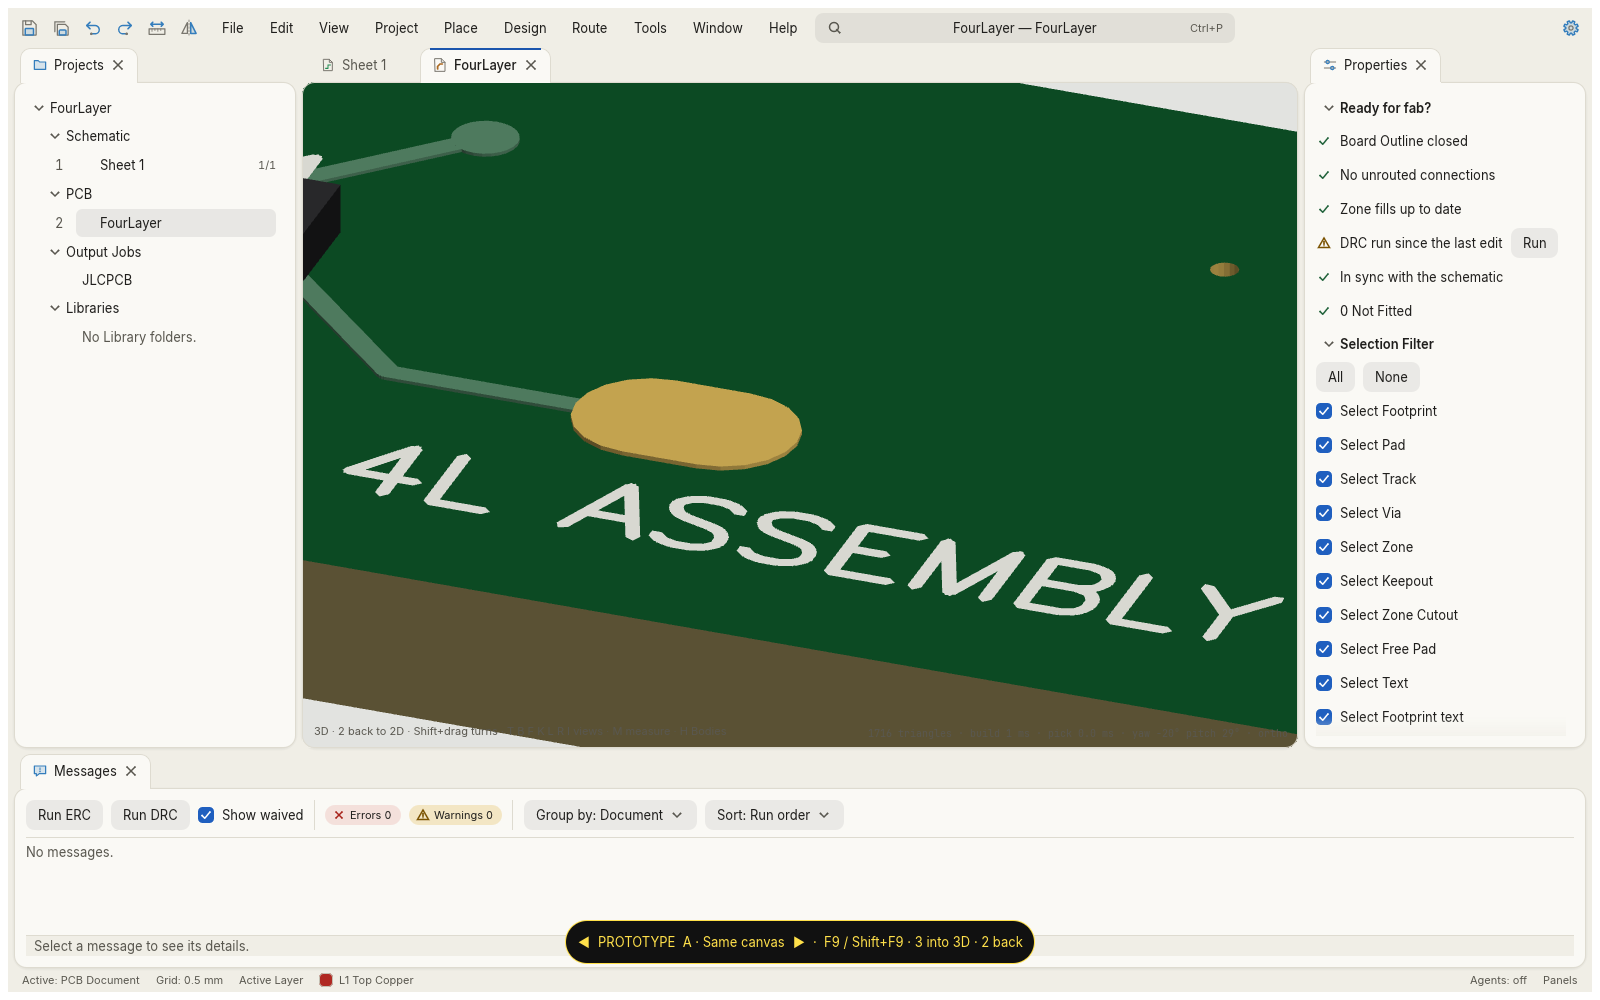 File Edit View Project Place Design Route Tools Window Help
FourLayer — FourLayer Ctrl+P
Projects
Sheet 1
FourLayer
Properties
FourLayer
Schematic
1 Sheet 1 1/1
PCB
2 FourLayer
Output Jobs
JLCPCB
Libraries
No Library folders.
4L ASSEMBLY
3D · 2 back to 2D · Shift+drag turns
Ready for fab?
Board Outline closed
No unrouted connections
Zone fills up to date
DRC run since the last edit Run
In sync with the schematic
0 Not Fitted
Selection Filter
All None
Select Footprint
Select Pad
Select Track
Select Via
Select Zone
Select Keepout
Select Zone Cutout
Select Free Pad
Select Text
Select Footprint text
Messages
Run ERC Run DRC Show waived Errors 0 Warnings 0 Group by: Document Sort: Run order
No messages.
Select a message to see its details.
◀ PROTOTYPE A · Same canvas ▶ · F9 / Shift+F9 · 3 into 3D · 2 back
Active: PCB Document Grid: 0.5 mm Active Layer L1 Top Copper Agents: off Panels